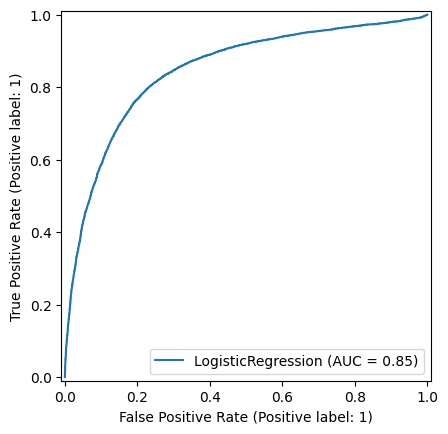 1.0
0.8
0.6
0.4
0.2
0.0
True Positive Rate (Positive label: 1)
LogisticRegression (AUC = 0.85)
0.0 0.2 0.4 0.6 0.8 1.0
False Positive Rate (Positive label: 1)